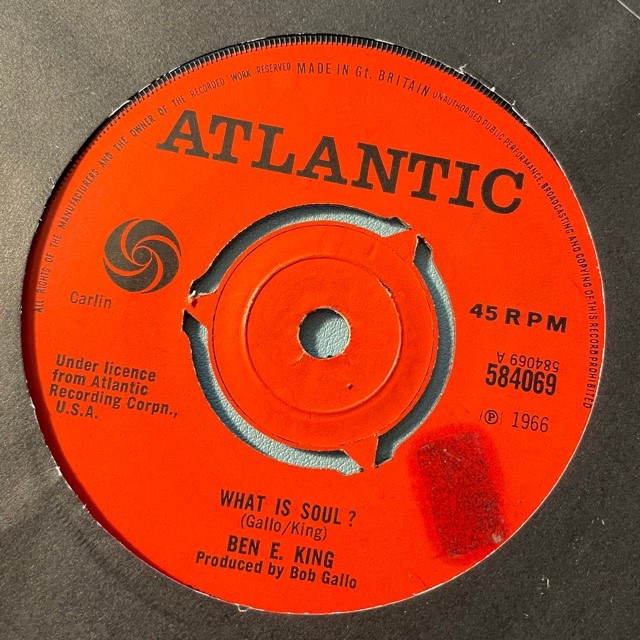 ALL RIGHTS OF THE MANUFACTURERS AND THE OWNER OF THE RECORDED WORK RESERVED MADE IN Gt. BRITAIN UNAUTHORISED PUBLIC PERFORMANCE, BROADCASTING AND COPYING OF THIS RECORD PROHIBITED
ATLANTIC
Carlin
45 RPM
584069 A
584069
Ⓟ 1966
Under licence
from Atlantic
Recording Corpn.,
U.S.A.
WHAT IS SOUL ?
(Gallo/King)
BEN E. KING
Produced by Bob Gallo